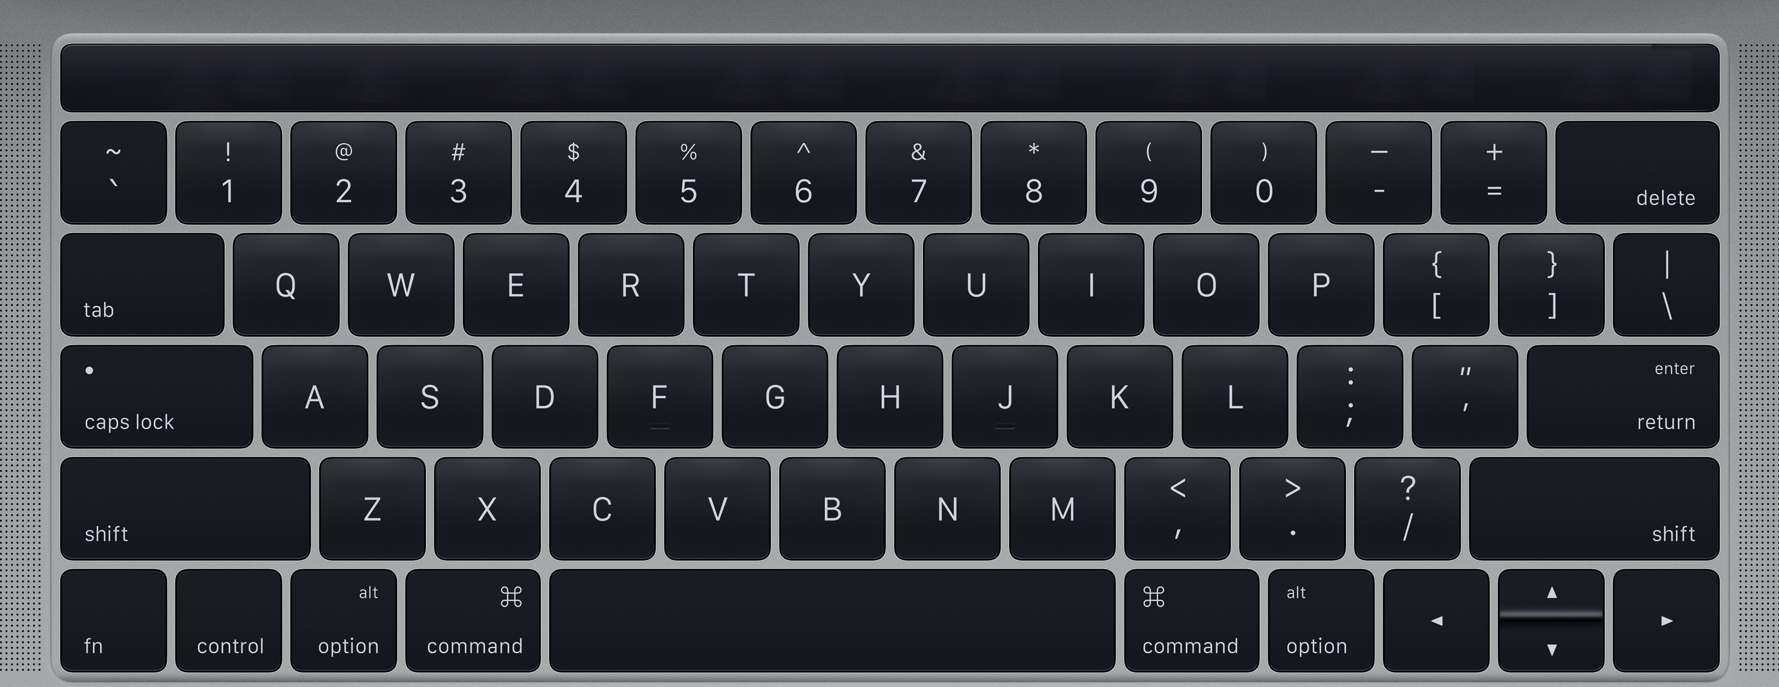 ~ ! @ # $ % ^ & * ( ) — +
` 1 2 3 4 5 6 7 8 9 0 - = delete
tab Q W E R T Y U I O P { [ } ] | \
caps lock A S D F G H J K L : ; " ' enter return
shift Z X C V B N M < , > . ? / shift
fn control alt option ⌘ command ⌘ command alt option ◀ ▲ ▼ ▶